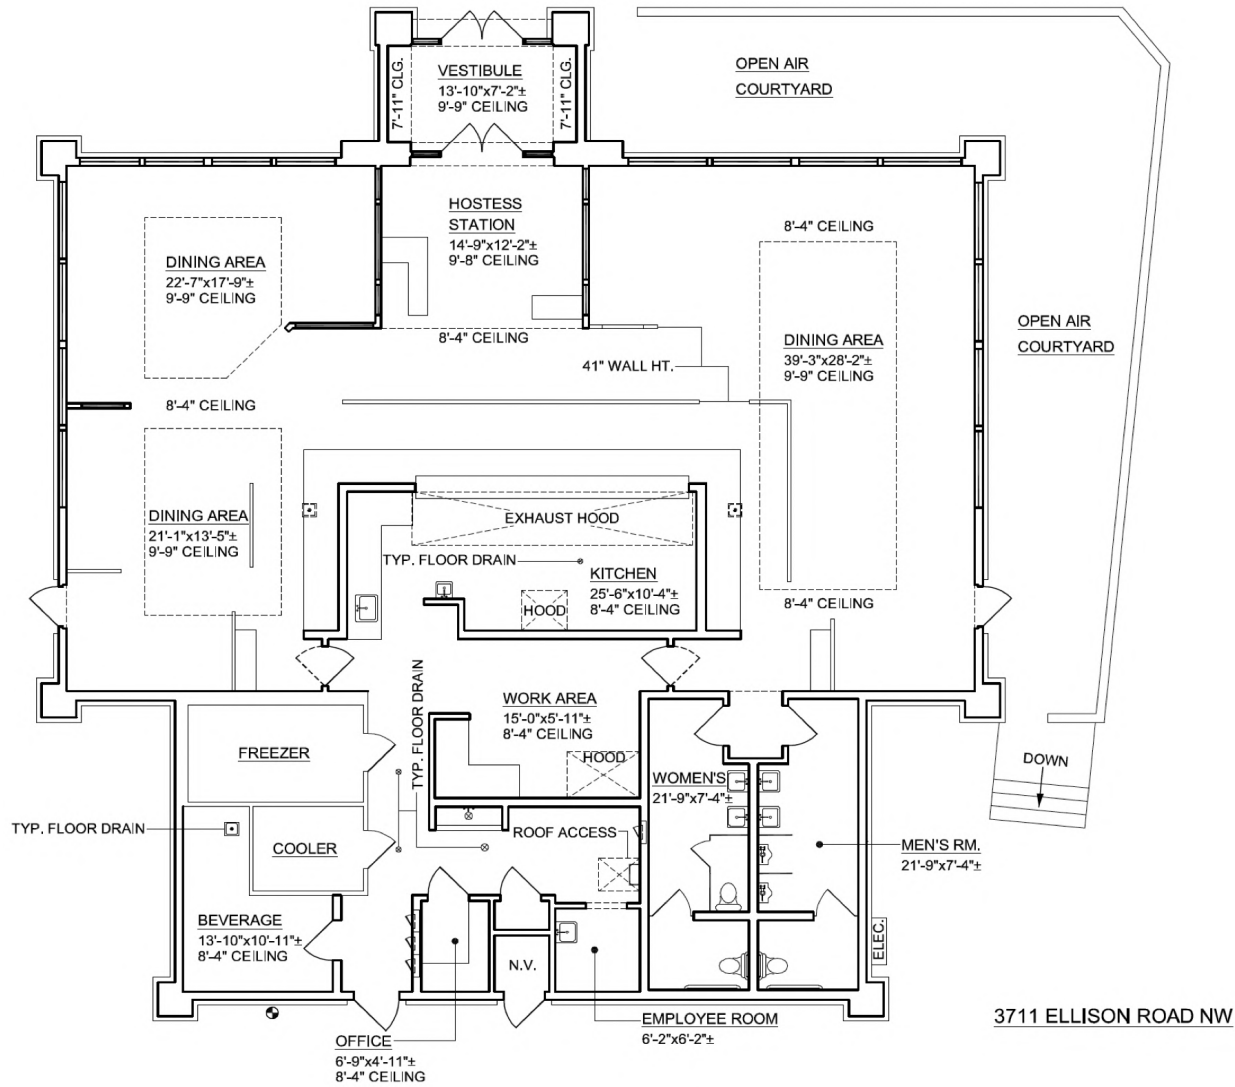 OPEN AIR
COURTYARD
7'-11" CLG.
VESTIBULE
13'-10"x7'-2"±
9'-9" CEILING
7'-11" CLG.
HOSTESS
STATION
14'-9"x12'-2"±
9'-8" CEILING
8'-4" CEILING
DINING AREA
22'-7"x17'-9"±
9'-9" CEILING
8'-4" CEILING
OPEN AIR
COURTYARD
DINING AREA
39'-3"x28'-2"±
9'-9" CEILING
41" WALL HT.
8'-4" CEILING
DINING AREA
21'-1"x13'-5"±
9'-9" CEILING
EXHAUST HOOD
TYP. FLOOR DRAIN
KITCHEN
25'-6"x10'-4"±
8'-4" CEILING
HOOD
8'-4" CEILING
TYP. FLOOR DRAIN
WORK AREA
15'-0"x5'-11"±
8'-4" CEILING
HOOD
FREEZER
WOMEN'S
21'-9"x7'-4"±
DOWN
TYP. FLOOR DRAIN
COOLER
ROOF ACCESS
MEN'S RM.
21'-9"x7'-4"±
BEVERAGE
13'-10"x10'-11"±
8'-4" CEILING
ELEC.
N.V.
OFFICE
6'-9"x4'-11"±
8'-4" CEILING
EMPLOYEE ROOM
6'-2"x6'-2"±
3711 ELLISON ROAD NW